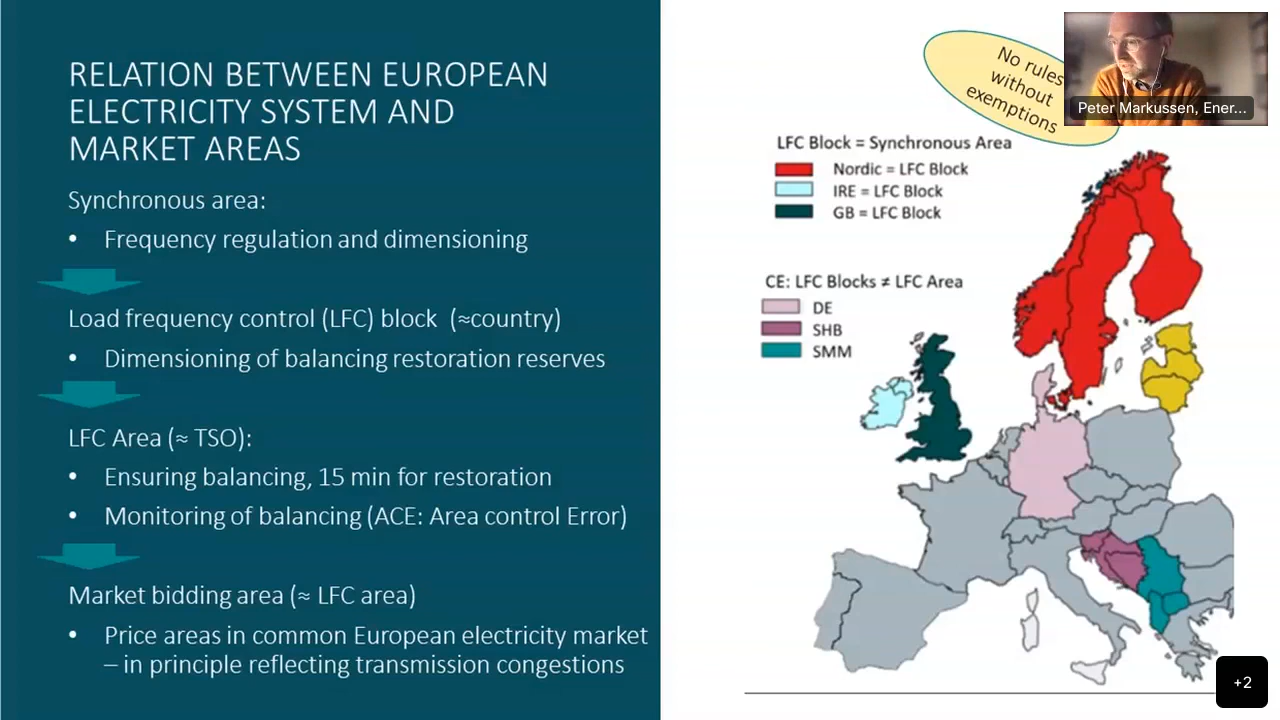 RELATION BETWEEN EUROPEAN
ELECTRICITY SYSTEM AND
MARKET AREAS
Synchronous area:
• Frequency regulation and dimensioning
Load frequency control (LFC) block (≈country)
• Dimensioning of balancing restoration reserves
LFC Area (≈ TSO):
• Ensuring balancing, 15 min for restoration
• Monitoring of balancing (ACE: Area control Error)
Market bidding area (≈ LFC area)
• Price areas in common European electricity market
– in principle reflecting transmission congestions
No rules
without
exemptions
Peter Markussen, Ener...
LFC Block = Synchronous Area
Nordic = LFC Block
IRE = LFC Block
GB = LFC Block
CE: LFC Blocks ≠ LFC Area
DE
SHB
SMM
+2